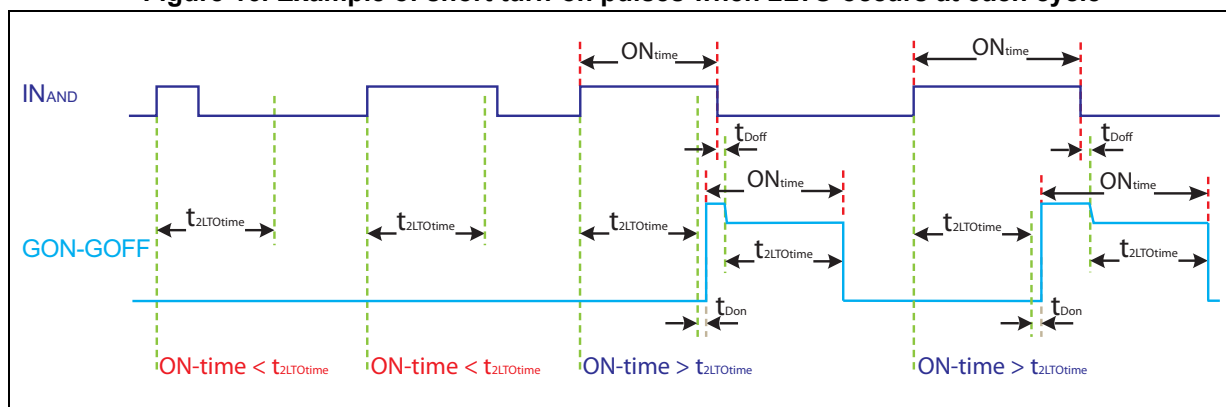 Figure Example of short turn-on pulses when 2LTO occurs at each cycle
ONtime ONtime
INAND
tDoff tDoff
ONtime ONtime
t2LTOtime t2LTOtime t2LTOtime t2LTOtime
GON-GOFF
t2LTOtime t2LTOtime
tDon tDon
ON-time < t2LTOtime ON-time < t2LTOtime ON-time > t2LTOtime ON-time > t2LTOtime